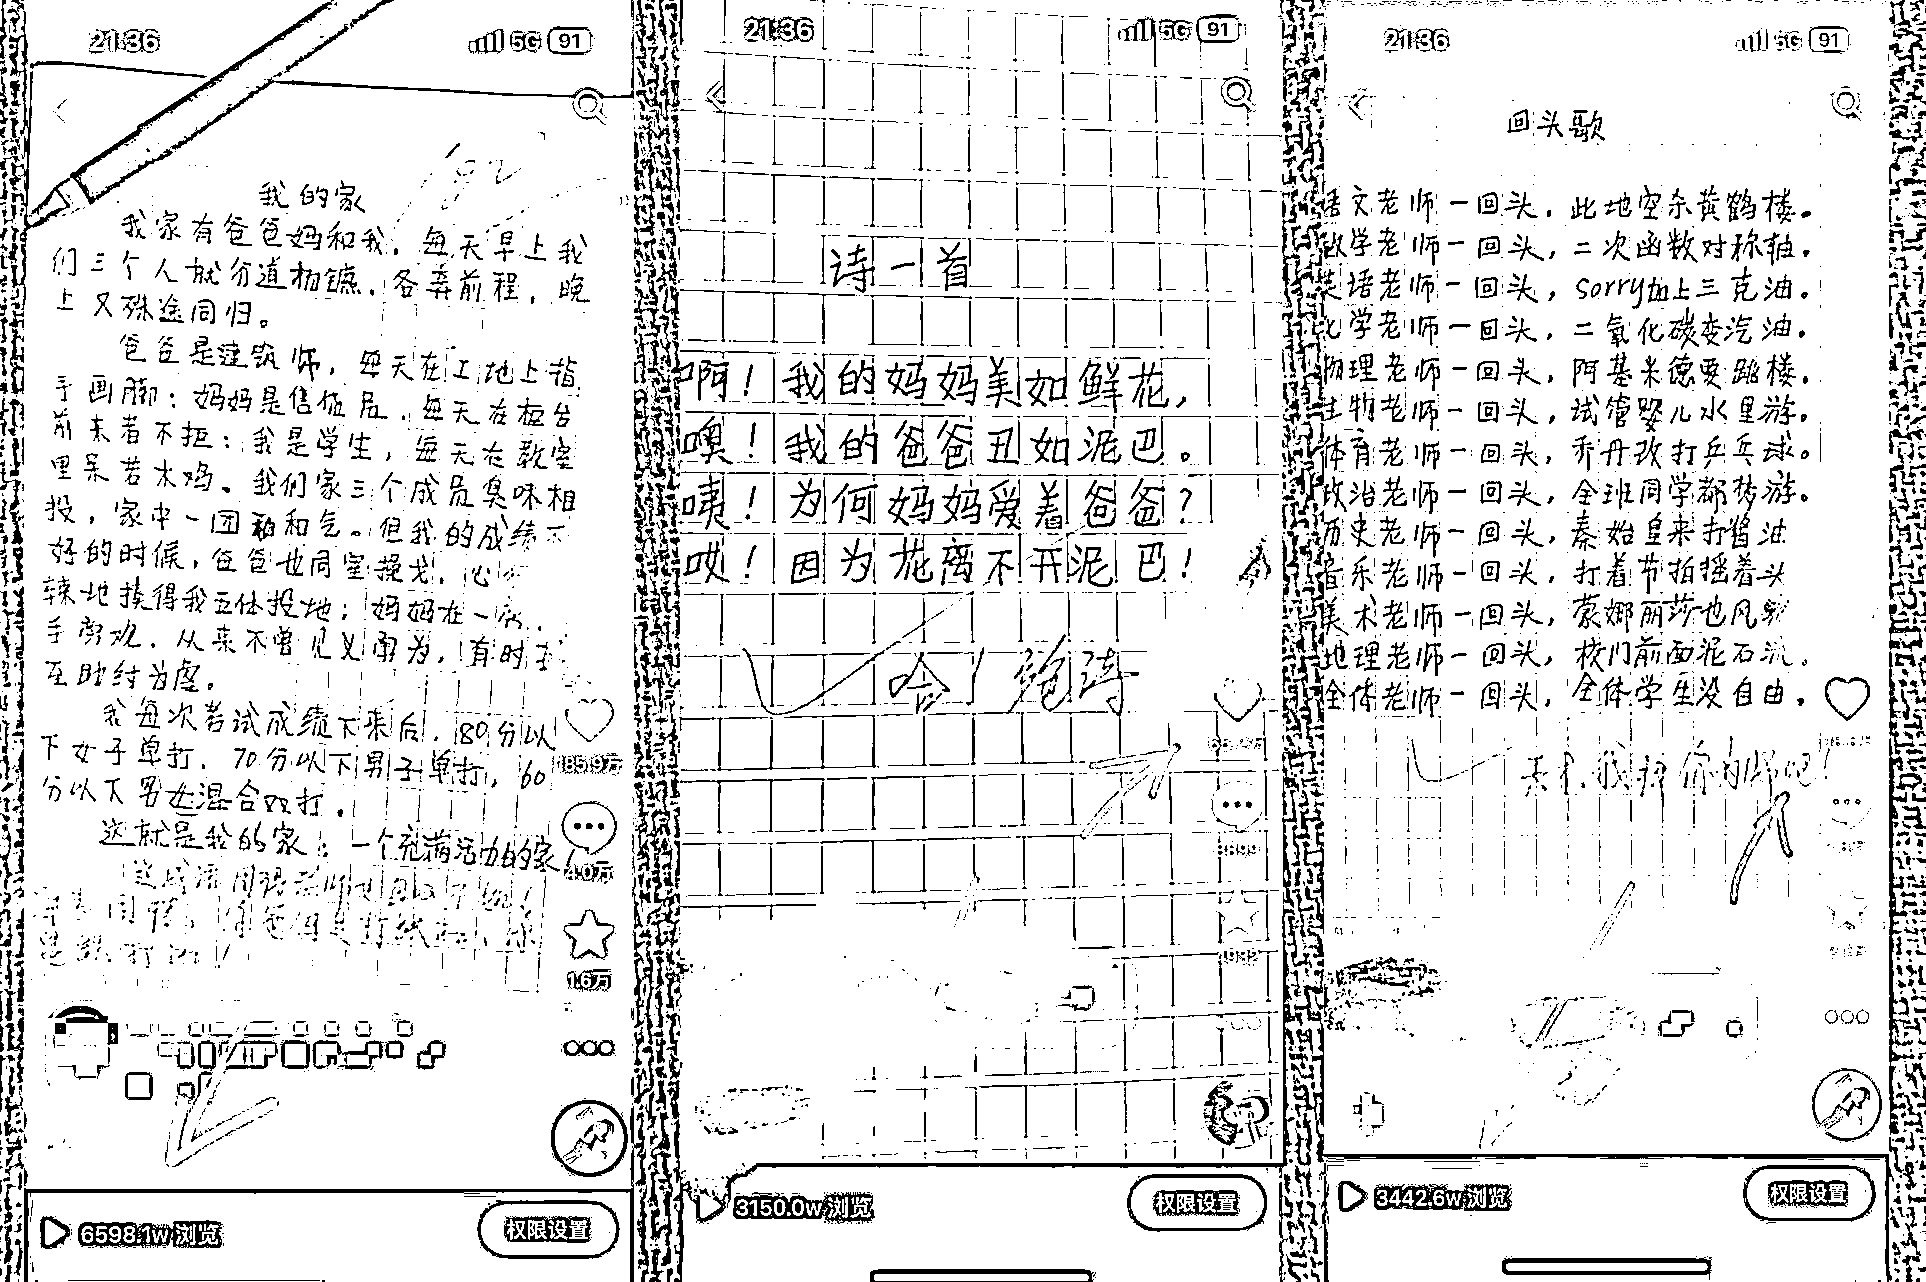 21:36
5G 91
我的家
我家有爸爸妈和我，每天早上我
们三个人就分道扬镳，各奔前程，晚
上又殊途同归。
爸爸是建筑师，每天在工地上指
手画脚；妈妈是售货员，每天在柜台
前来者不拒；我是学生，每天在教室
里呆若木鸡。我们家三个成员臭味相
投，家中一团和气。但我的成绩不
好的时候，爸爸也同室操戈，心
辣地揍得我五体投地；妈妈在一
手旁观，从来不曾见义勇为，有时
互助纣为虐。
我每次考试成绩下来后，80分以
下女子单打，70分以下男子单打，60
分以下男女混合双打。
这就是我的家：一个充满活力的家
185.9万
4.0万
1.6万
6598.1w浏览
权限设置
21:36
5G 91
诗一首
啊！我的妈妈美如鲜花，
噢！我的爸爸丑如泥巴。
咦！为何妈妈爱着爸爸？
哎！因为花离不开泥巴！
哈！绝诗
3150.0w浏览
权限设置
21:36
5G 91
回头歌
语文老师一回头，此地空余黄鹤楼。
数学老师一回头，二次函数对称轴。
英语老师一回头，sorry加上三克油。
化学老师一回头，二氧化碳变汽油。
物理老师一回头，阿基米德要跳楼。
生物老师一回头，试管婴儿水里游。
体育老师一回头，乔丹改打乒乓球。
政治老师一回头，全班同学都梦游。
历史老师一回头，秦始皇来打酱油
音乐老师一回头，打着节拍摇着头
美术老师一回头，蒙娜丽莎也风骚
地理老师一回头，校门前面泥石流。
全体老师一回头，全体学生没自由。
来来，我拜你为师吧！
3442.6w浏览
权限设置